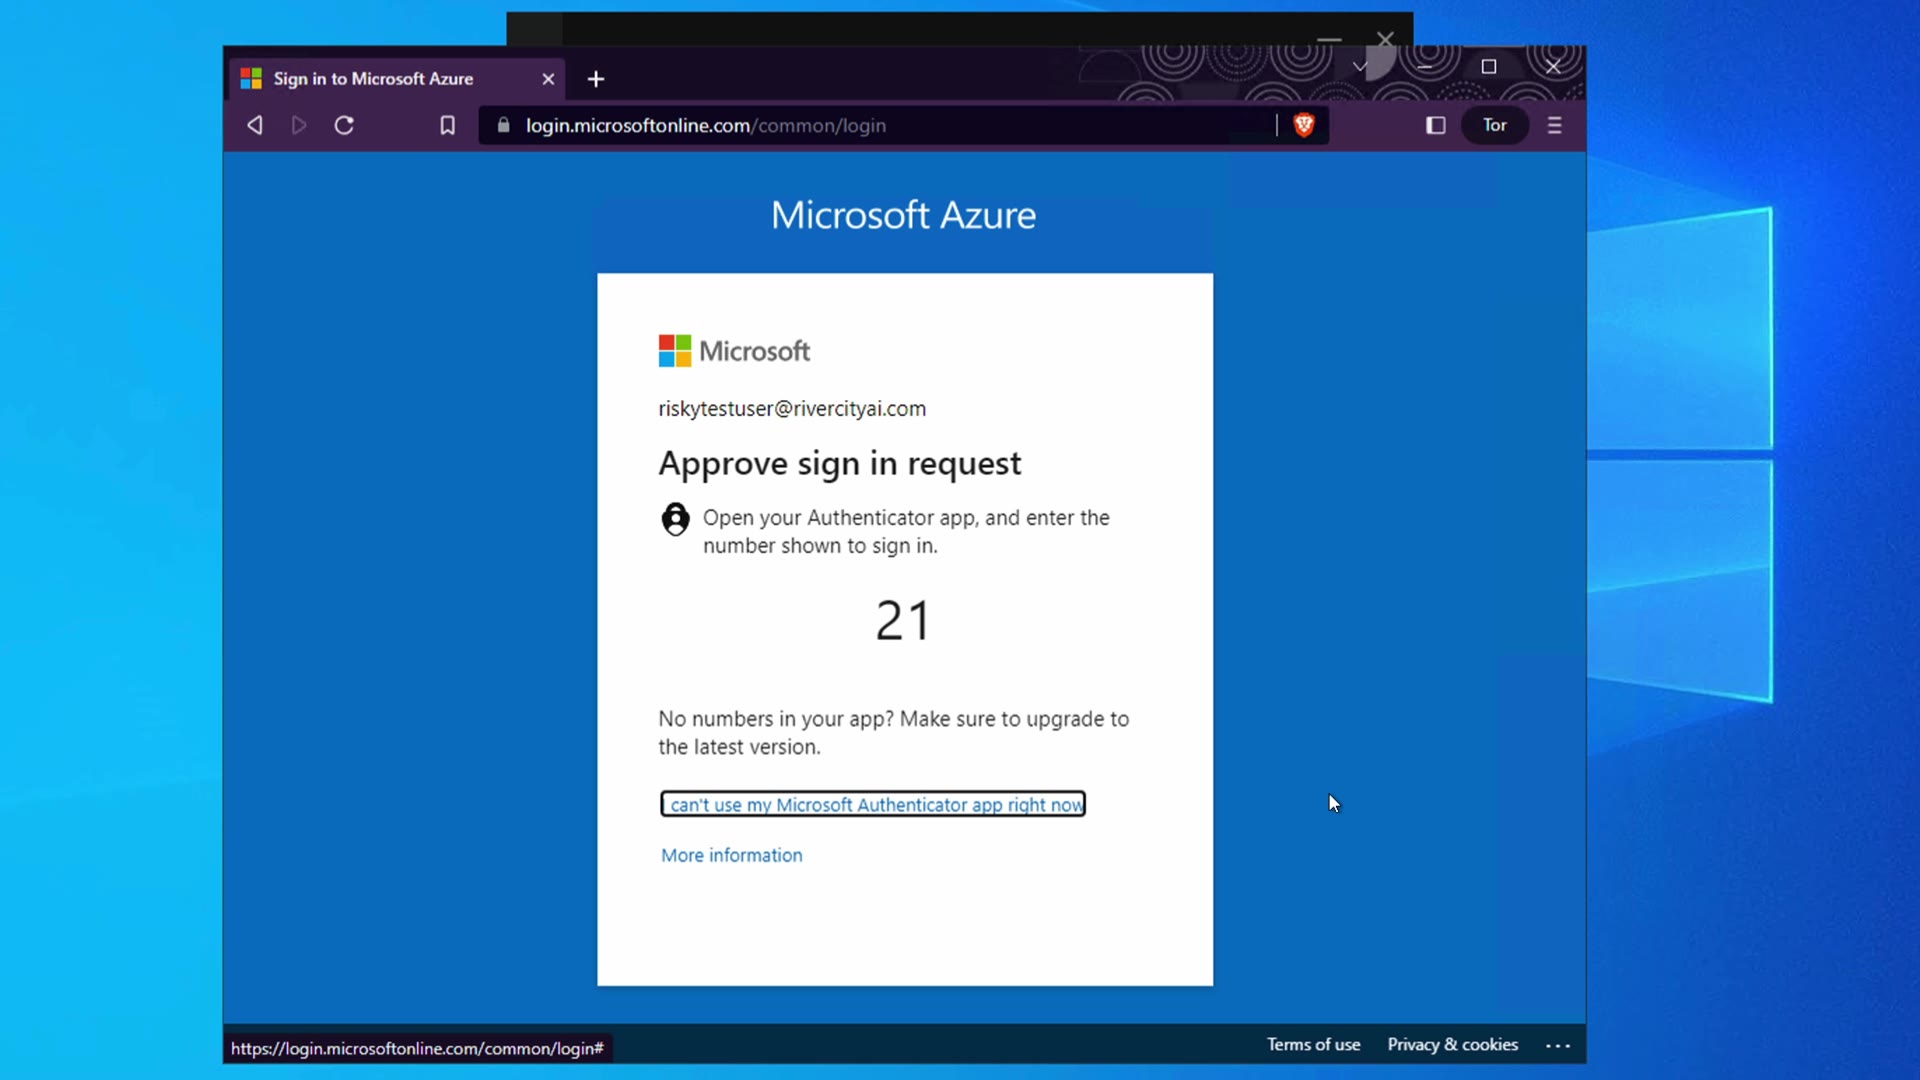 Sign in to Microsoft Azure
login.microsoftonline.com/common/login
Tor
Microsoft Azure
Microsoft
riskytestuser@rivercityai.com
Approve sign in request
Open your Authenticator app, and enter the
number shown to sign in.
21
No numbers in your app? Make sure to upgrade to
the latest version.
I can't use my Microsoft Authenticator app right now
More information
https://login.microsoftonline.com/common/login#
Terms of use
Privacy & cookies